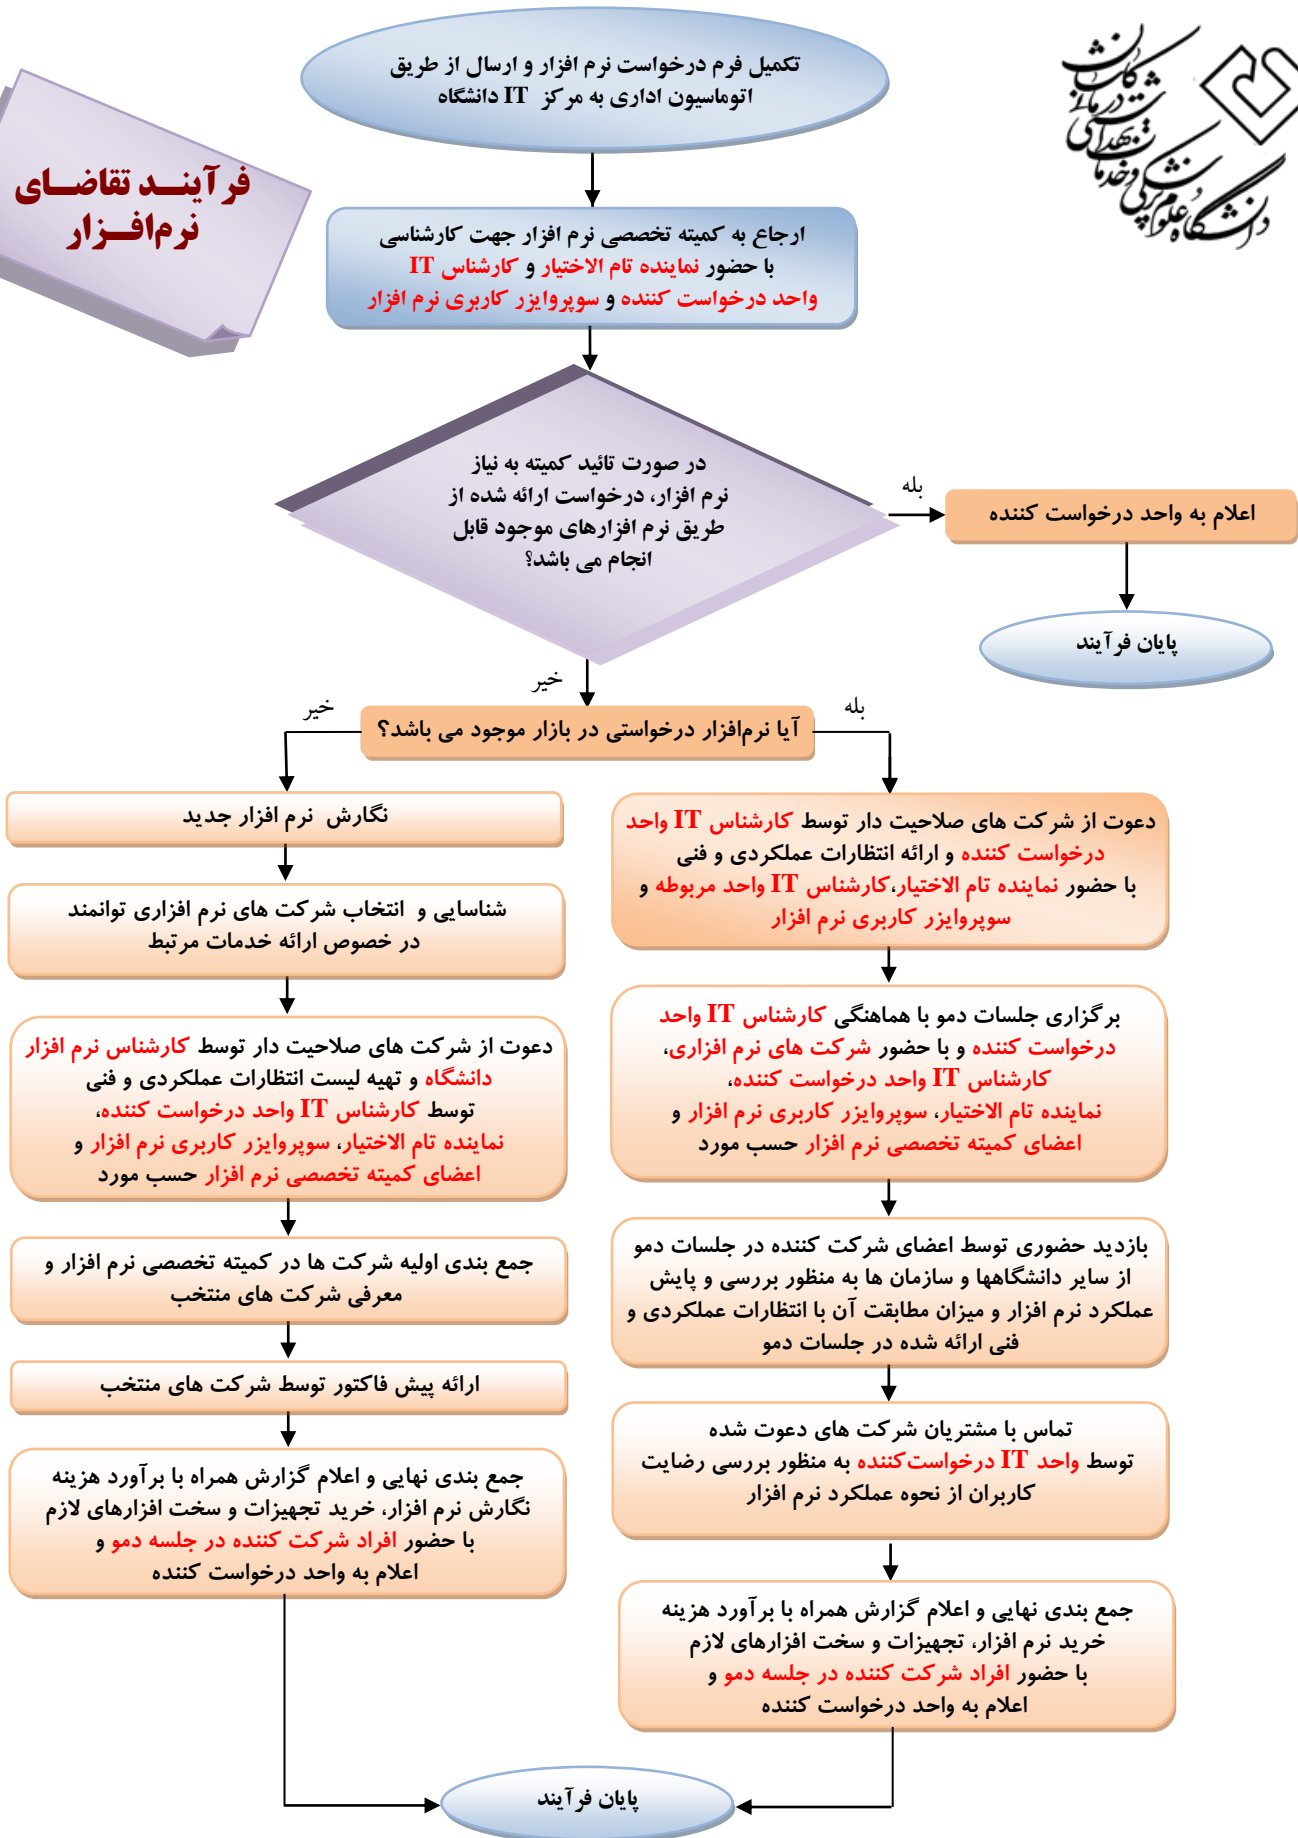 دانشگاه علوم پزشکی
و خدمات بهداشتی
درمانی کاشان
فرآینــد تقاضــای
نرم‌افــزار
تکمیل فرم درخواست نرم افزار و ارسال از طریق
اتوماسیون اداری به مرکز IT دانشگاه
ارجاع به کمیته تخصصی نرم افزار جهت کارشناسی
با حضور نماینده تام الاختیار و کارشناس IT
واحد درخواست کننده و سوپروایزر کاربری نرم افزار
در صورت تائید کمیته به نیاز
نرم افزار، درخواست ارائه شده از
طریق نرم افزارهای موجود قابل
انجام می باشد؟
بله
اعلام به واحد درخواست کننده
پایان فرآیند
خیر
آیا نرم‌افزار درخواستی در بازار موجود می باشد؟
بله
دعوت از شرکت های صلاحیت دار توسط کارشناس IT واحد
درخواست کننده و ارائه انتظارات عملکردی و فنی
با حضور نماینده تام الاختیار،کارشناس IT واحد مربوطه و
سوپروایزر کاربری نرم افزار
برگزاری جلسات دمو با هماهنگی کارشناس IT واحد
درخواست کننده و با حضور شرکت های نرم افزاری،
کارشناس IT واحد درخواست کننده،
نماینده تام الاختیار، سوپروایزر کاربری نرم افزار و
اعضای کمیته تخصصی نرم افزار حسب مورد
بازدید حضوری توسط اعضای شرکت کننده در جلسات دمو
از سایر دانشگاهها و سازمان ها به منظور بررسی و پایش
عملکرد نرم افزار و میزان مطابقت آن با انتظارات عملکردی و
فنی ارائه شده در جلسات دمو
تماس با مشتریان شرکت های دعوت شده
توسط واحد IT درخواست‌کننده به منظور بررسی رضایت
کاربران از نحوه عملکرد نرم افزار
جمع بندی نهایی و اعلام گزارش همراه با برآورد هزینه
خرید نرم افزار، تجهیزات و سخت افزارهای لازم
با حضور افراد شرکت کننده در جلسه دمو و
اعلام به واحد درخواست کننده
خیر
نگارش نرم افزار جدید
شناسایی و انتخاب شرکت های نرم افزاری توانمند
در خصوص ارائه خدمات مرتبط
دعوت از شرکت های صلاحیت دار توسط کارشناس نرم افزار
دانشگاه و تهیه لیست انتظارات عملکردی و فنی
توسط کارشناس IT واحد درخواست کننده،
نماینده تام الاختیار، سوپروایزر کاربری نرم افزار و
اعضای کمیته تخصصی نرم افزار حسب مورد
جمع بندی اولیه شرکت ها در کمیته تخصصی نرم افزار و
معرفی شرکت های منتخب
ارائه پیش فاکتور توسط شرکت های منتخب
جمع بندی نهایی و اعلام گزارش همراه با برآورد هزینه
نگارش نرم افزار، خرید تجهیزات و سخت افزارهای لازم
با حضور افراد شرکت کننده در جلسه دمو و
اعلام به واحد درخواست کننده
پایان فرآیند